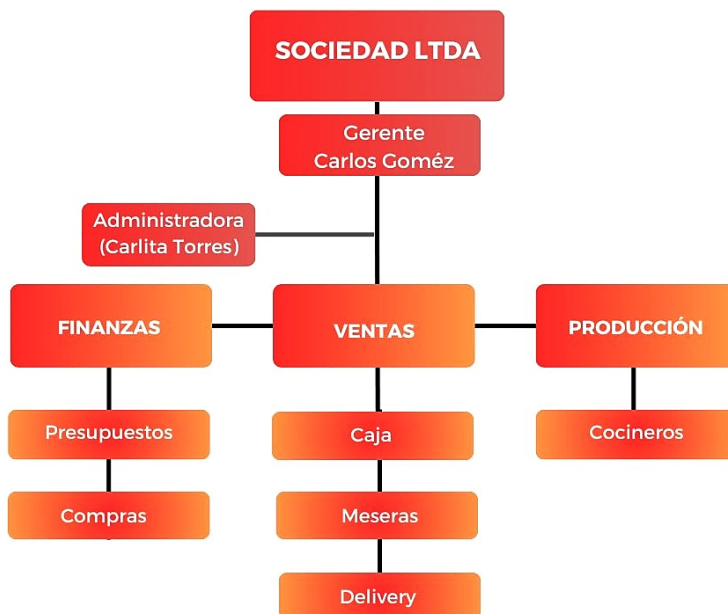 SOCIEDAD LTDA
Gerente
Carlos Goméz
Administradora
(Carlita Torres)
FINANZAS
VENTAS
PRODUCCIÓN
Presupuestos
Caja
Cocineros
Compras
Meseras
Delivery